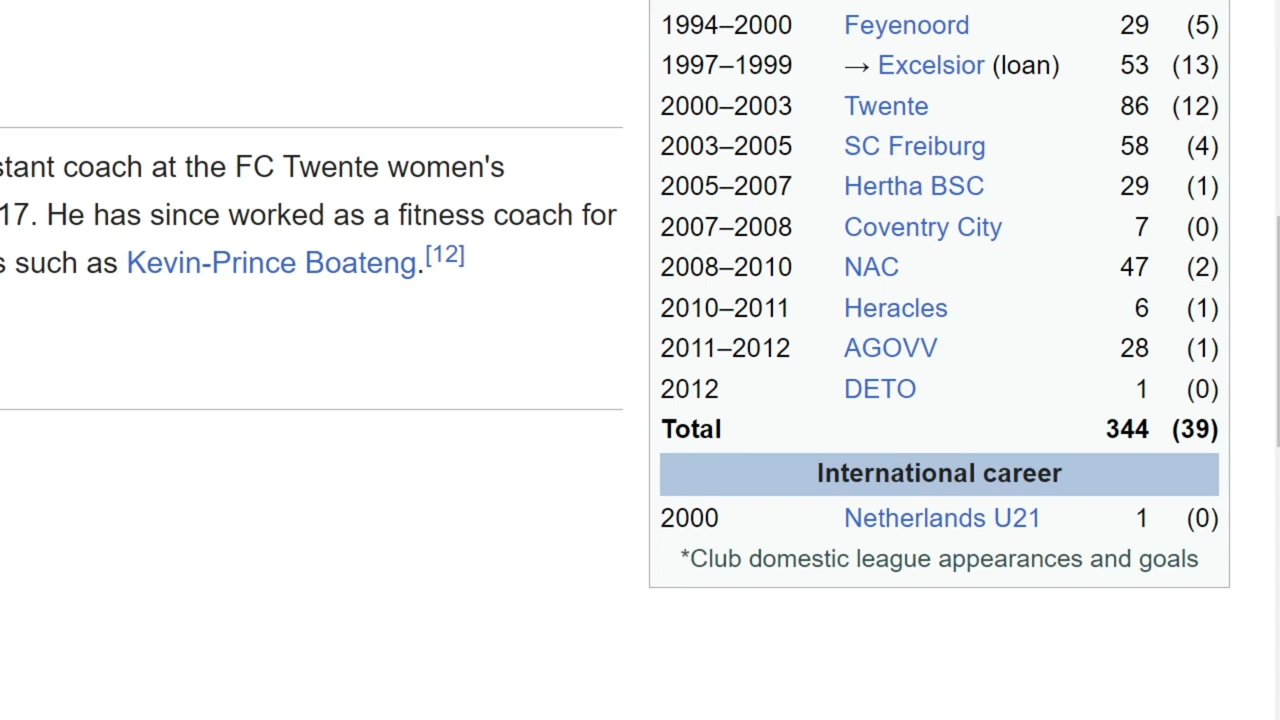 stant coach at the FC Twente women's
17. He has since worked as a fitness coach for
s such as Kevin-Prince Boateng.[12]
1994–2000 Feyenoord 29 (5)
1997–1999 → Excelsior (loan) 53 (13)
2000–2003 Twente 86 (12)
2003–2005 SC Freiburg 58 (4)
2005–2007 Hertha BSC 29 (1)
2007–2008 Coventry City 7 (0)
2008–2010 NAC 47 (2)
2010–2011 Heracles 6 (1)
2011–2012 AGOVV 28 (1)
2012 DETO 1 (0)
Total 344 (39)
International career
2000 Netherlands U21 1 (0)
*Club domestic league appearances and goals